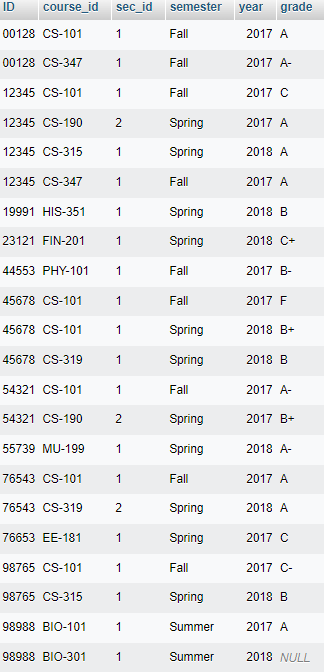 ID course_id sec_id semester year grade
00128 CS-101 1 Fall 2017 A
00128 CS-347 1 Fall 2017 A-
12345 CS-101 1 Fall 2017 C
12345 CS-190 2 Spring 2017 A
12345 CS-315 1 Spring 2018 A
12345 CS-347 1 Fall 2017 A
19991 HIS-351 1 Spring 2018 B
23121 FIN-201 1 Spring 2018 C+
44553 PHY-101 1 Fall 2017 B-
45678 CS-101 1 Fall 2017 F
45678 CS-101 1 Spring 2018 B+
45678 CS-319 1 Spring 2018 B
54321 CS-101 1 Fall 2017 A-
54321 CS-190 2 Spring 2017 B+
55739 MU-199 1 Spring 2018 A-
76543 CS-101 1 Fall 2017 A
76543 CS-319 2 Spring 2018 A
76653 EE-181 1 Spring 2017 C
98765 CS-101 1 Fall 2017 C-
98765 CS-315 1 Spring 2018 B
98988 BIO-101 1 Summer 2017 A
98988 BIO-301 1 Summer 2018 NULL